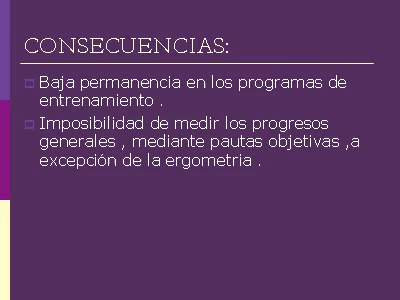 CONSECUENCIAS:
Baja permanencia en los programas de
entrenamiento .
Imposibilidad de medir los progresos
generales , mediante pautas objetivas ,a
excepción de la ergometria .